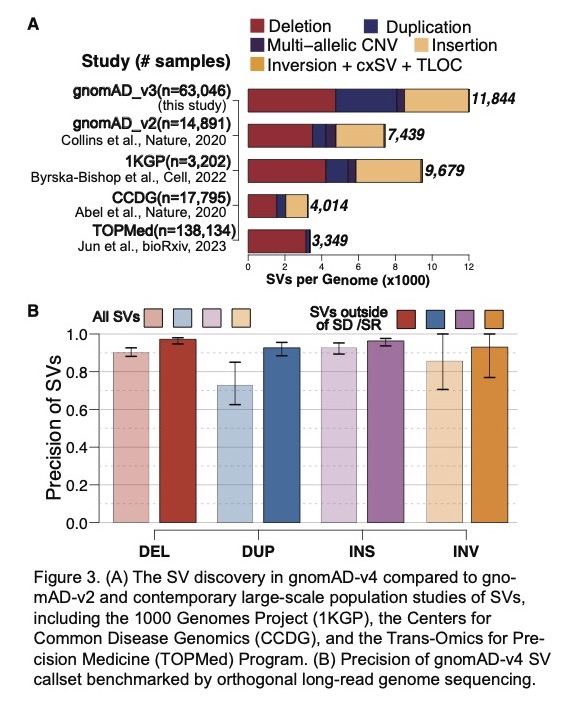 A
Deletion
Duplication
Multi−allelic CNV
Insertion
Inversion + cxSV + TLOC
Study (# samples)
gnomAD_v3(n=63,046)
(this study)
11,844
gnomAD_v2(n=14,891)
Collins et al., Nature, 2020
7,439
1KGP(n=3,202)
Byrska-Bishop et al., Cell, 2022
9,679
CCDG(n=17,795)
Abel et al., Nature, 2020
4,014
TOPMed(n=138,134)
Jun et al., bioRxiv, 2023
3,349
0 2 4 6 8 10 12
SVs per Genome (x1000)
B
All SVs
SVs outside
of SD /SR
Precision of SVs
1.0
0.8
0.6
0.4
0.2
0.0
DEL DUP INS INV
Figure 3. (A) The SV discovery in gnomAD-v4 compared to gno-
mAD-v2 and contemporary large-scale population studies of SVs,
including the 1000 Genomes Project (1KGP), the Centers for
Common Disease Genomics (CCDG), and the Trans-Omics for Pre-
cision Medicine (TOPMed) Program. (B) Precision of gnomAD-v4 SV
callset benchmarked by orthogonal long-read genome sequencing.